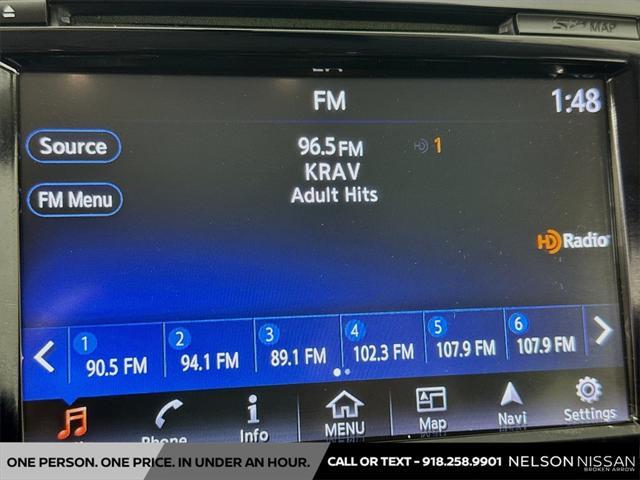 MAP
FM
1:48
Source
96.5 FM
HD 1
KRAV
FM Menu
Adult Hits
HD Radio
1 2 3 4 5 6
90.5 FM 94.1 FM 89.1 FM 102.3 FM 107.9 FM 107.9 FM
Phone Info MENU Map Navi Settings
ONE PERSON. ONE PRICE. IN UNDER AN HOUR. CALL OR TEXT - 918.258.9901 NELSON NISSAN
BROKEN ARROW